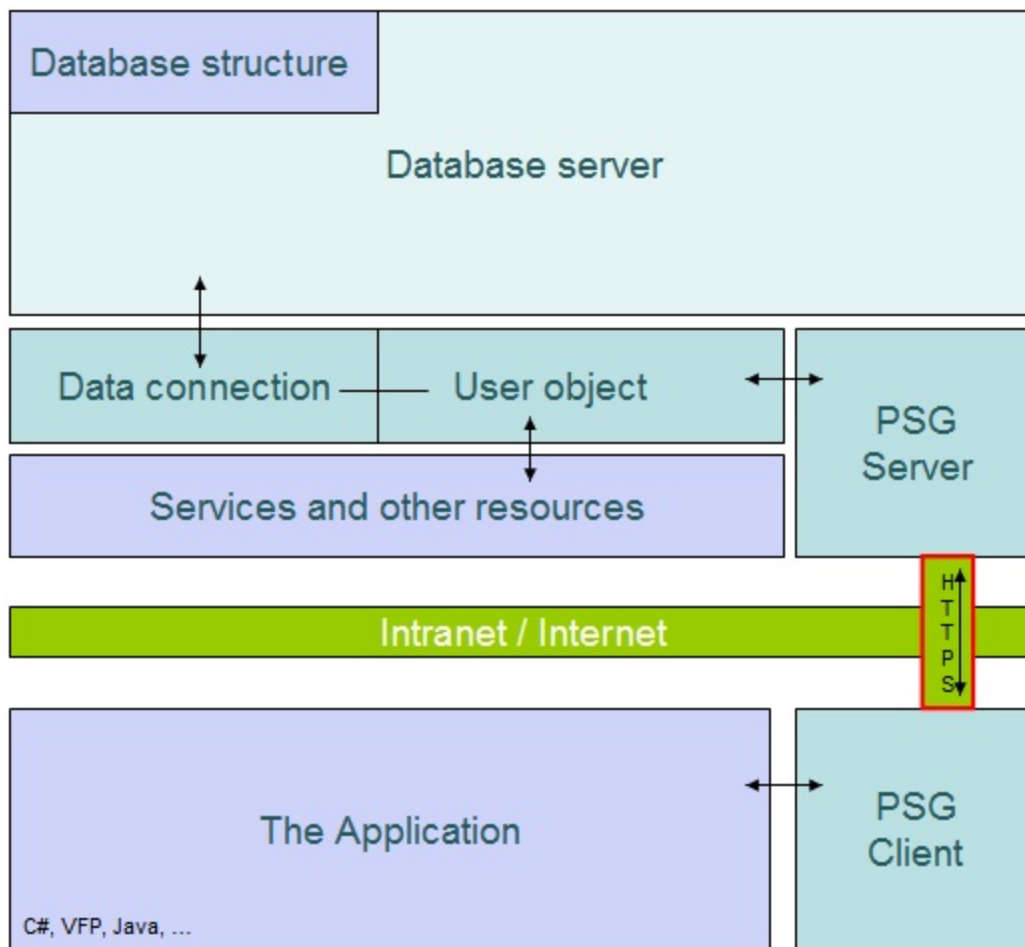 Database structure
Database server
Data connection
User object
PSG
Server
Services and other resources
H
T
T
P
S
Intranet / Internet
The Application
PSG
Client
C#, VFP, Java, ...